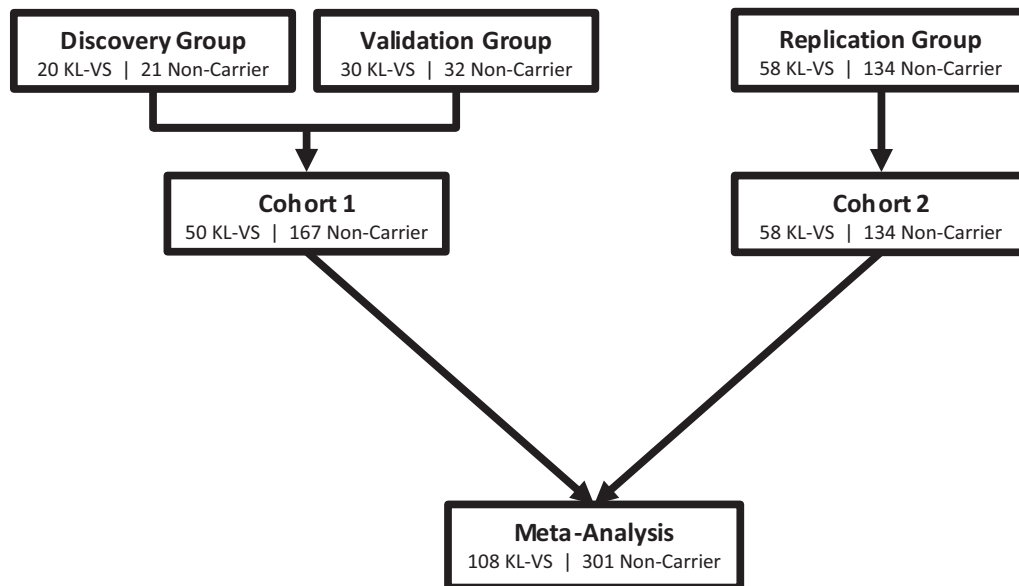 Discovery Group
20 KL-VS | 21 Non-Carrier
Validation Group
30 KL-VS | 32 Non-Carrier
Replication Group
58 KL-VS | 134 Non-Carrier
Cohort 1
50 KL-VS | 167 Non-Carrier
Cohort 2
58 KL-VS | 134 Non-Carrier
Meta-Analysis
108 KL-VS | 301 Non-Carrier